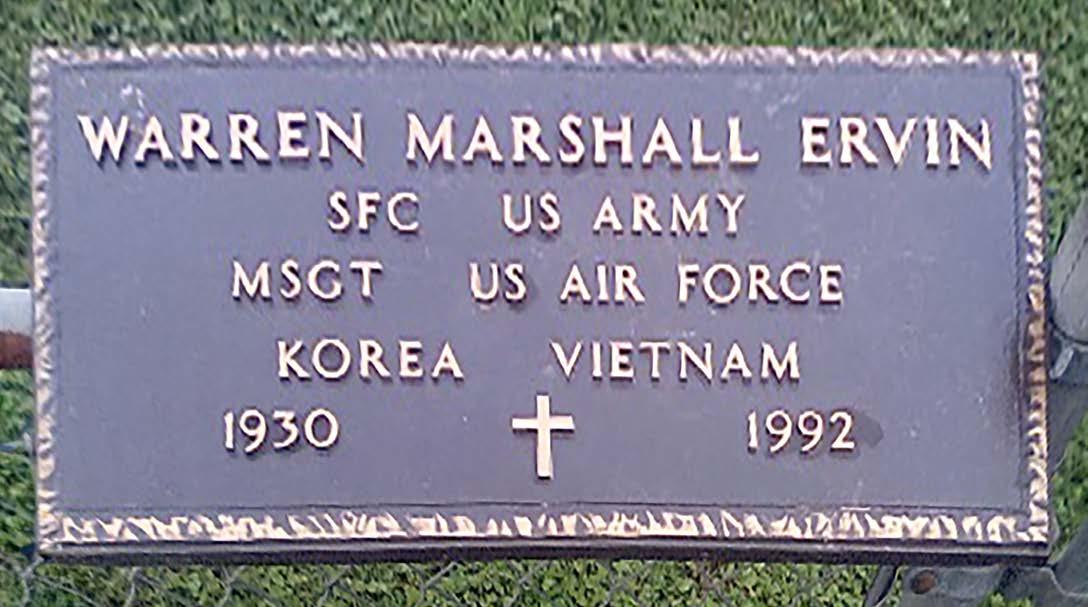 WARREN MARSHALL ERVIN
SFC US ARMY
MSGT US AIR FORCE
KOREA VIETNAM
1930 1992